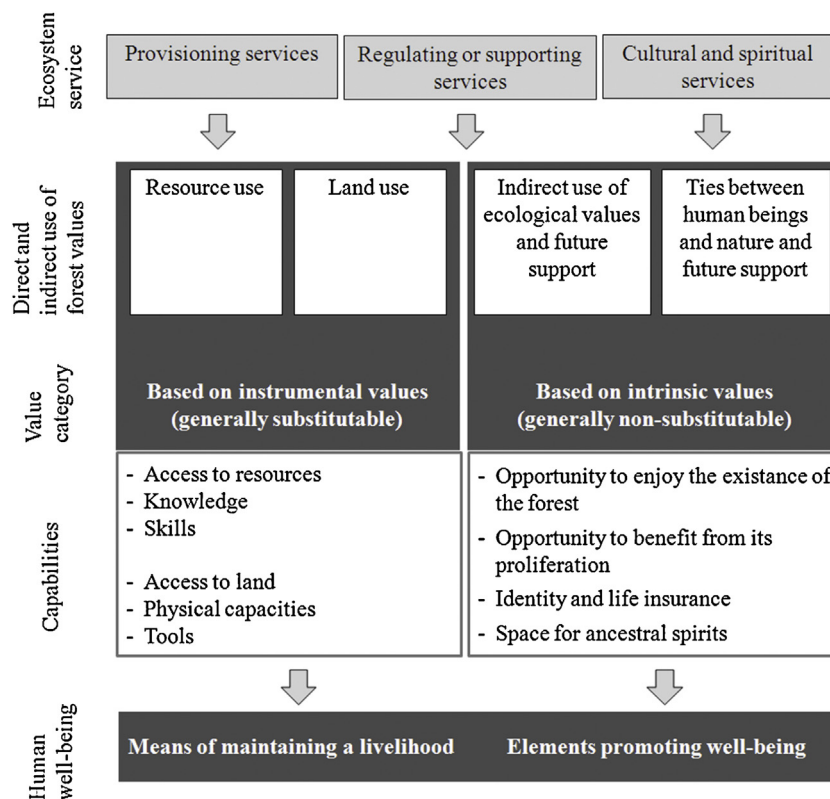 Ecosystem
service
Provisioning services
Regulating or supporting
services
Cultural and spiritual
services
Direct and
indirect use of
forest values
Resource use
Land use
Indirect use of
ecological values
and future
support
Ties between
human beings
and nature and
future support
Value
category
Based on instrumental values
(generally substitutable)
Based on intrinsic values
(generally non-substitutable)
Capabilities
- Access to resources
- Knowledge
- Skills
- Access to land
- Physical capacities
- Tools
- Opportunity to enjoy the existance of
the forest
- Opportunity to benefit from its
proliferation
- Identity and life insurance
- Space for ancestral spirits
Human
well-being
Means of maintaining a livelihood
Elements promoting well-being